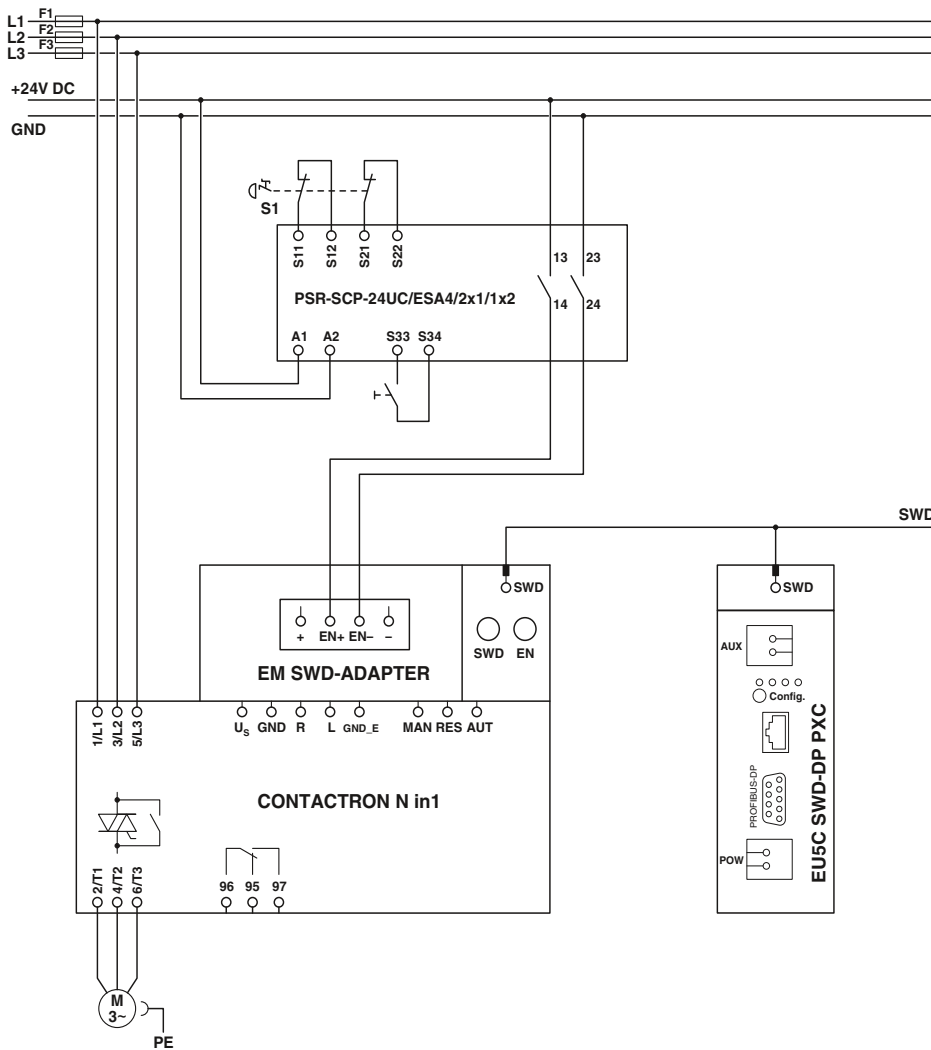 L1 F1
L2 F2
L3 F3
+24V DC
GND
S1
S11 S12 S21 S22
13 23
PSR-SCP-24UC/ESA4/2x1/1x2
14 24
A1 A2 S33 S34
SWD
SWD SWD
+ EN+ EN– –
SWD EN
AUX
EM SWD-ADAPTER
Config.
1/L1 3/L2 5/L3
US GND R L GND_E MAN RES AUT
CONTACTRON N in1
PROFIBUS-DP
EU5C SWD-DP PXC
POW
2/T1 4/T2 6/T3
96 95 97
M
3~
PE